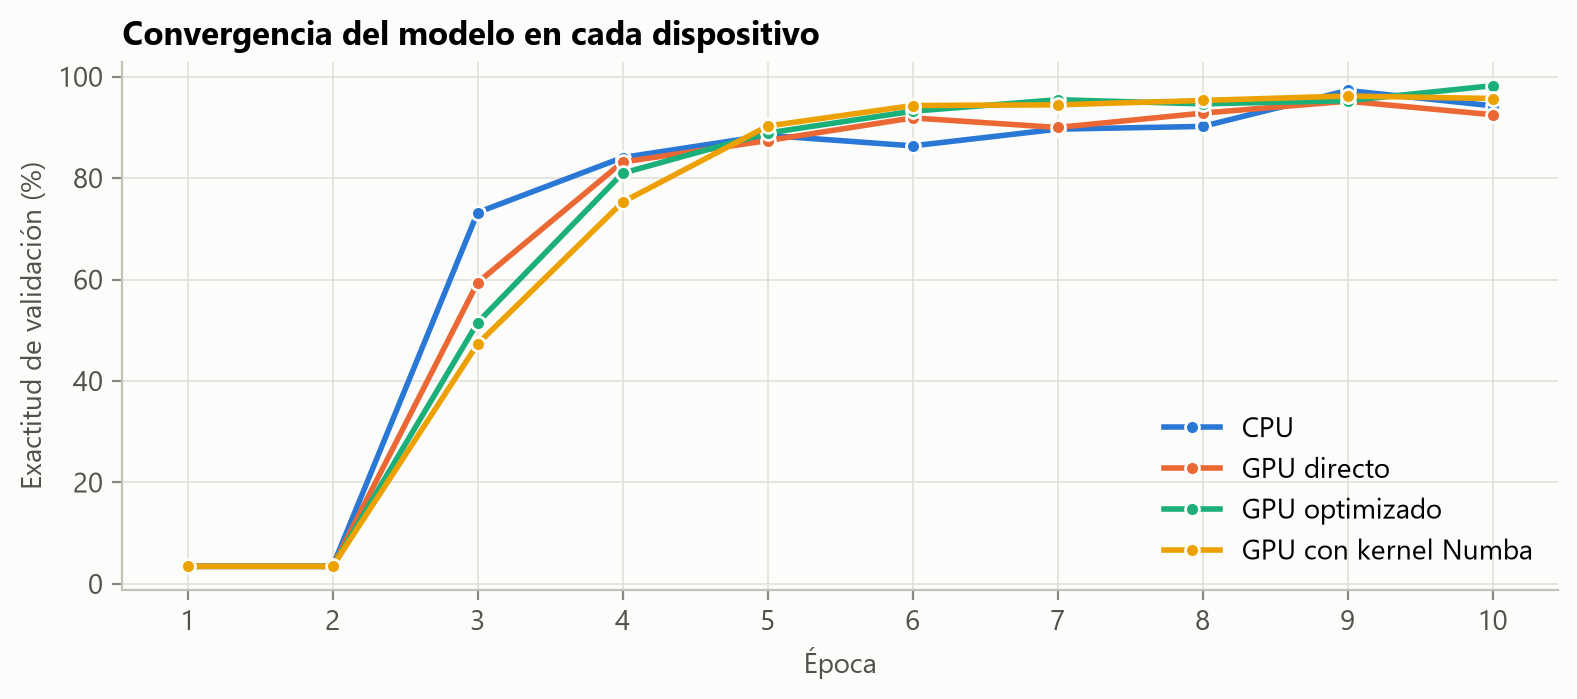 Convergencia del modelo en cada dispositivo
Exactitud de validación (%)
100
80
60
40
20
0
CPU
GPU directo
GPU optimizado
GPU con kernel Numba
1 2 3 4 5 6 7 8 9 10
Época